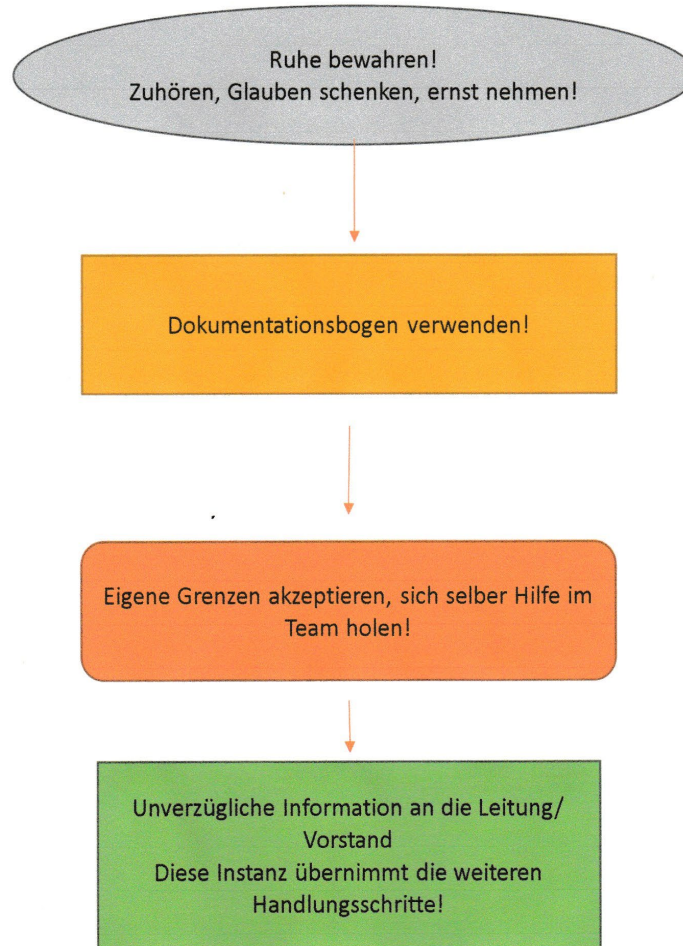 Ruhe bewahren!
Zuhören, Glauben schenken, ernst nehmen!
Dokumentationsbogen verwenden!
Eigene Grenzen akzeptieren, sich selber Hilfe im
Team holen!
Unverzügliche Information an die Leitung/
Vorstand
Diese Instanz übernimmt die weiteren
Handlungsschritte!